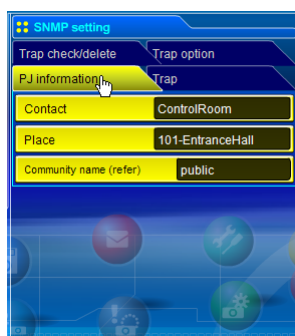 SNMP setting
Trap check/delete Trap option
PJ information Trap
Contact ControlRoom
Place 101-EntranceHall
Community name (refer) public